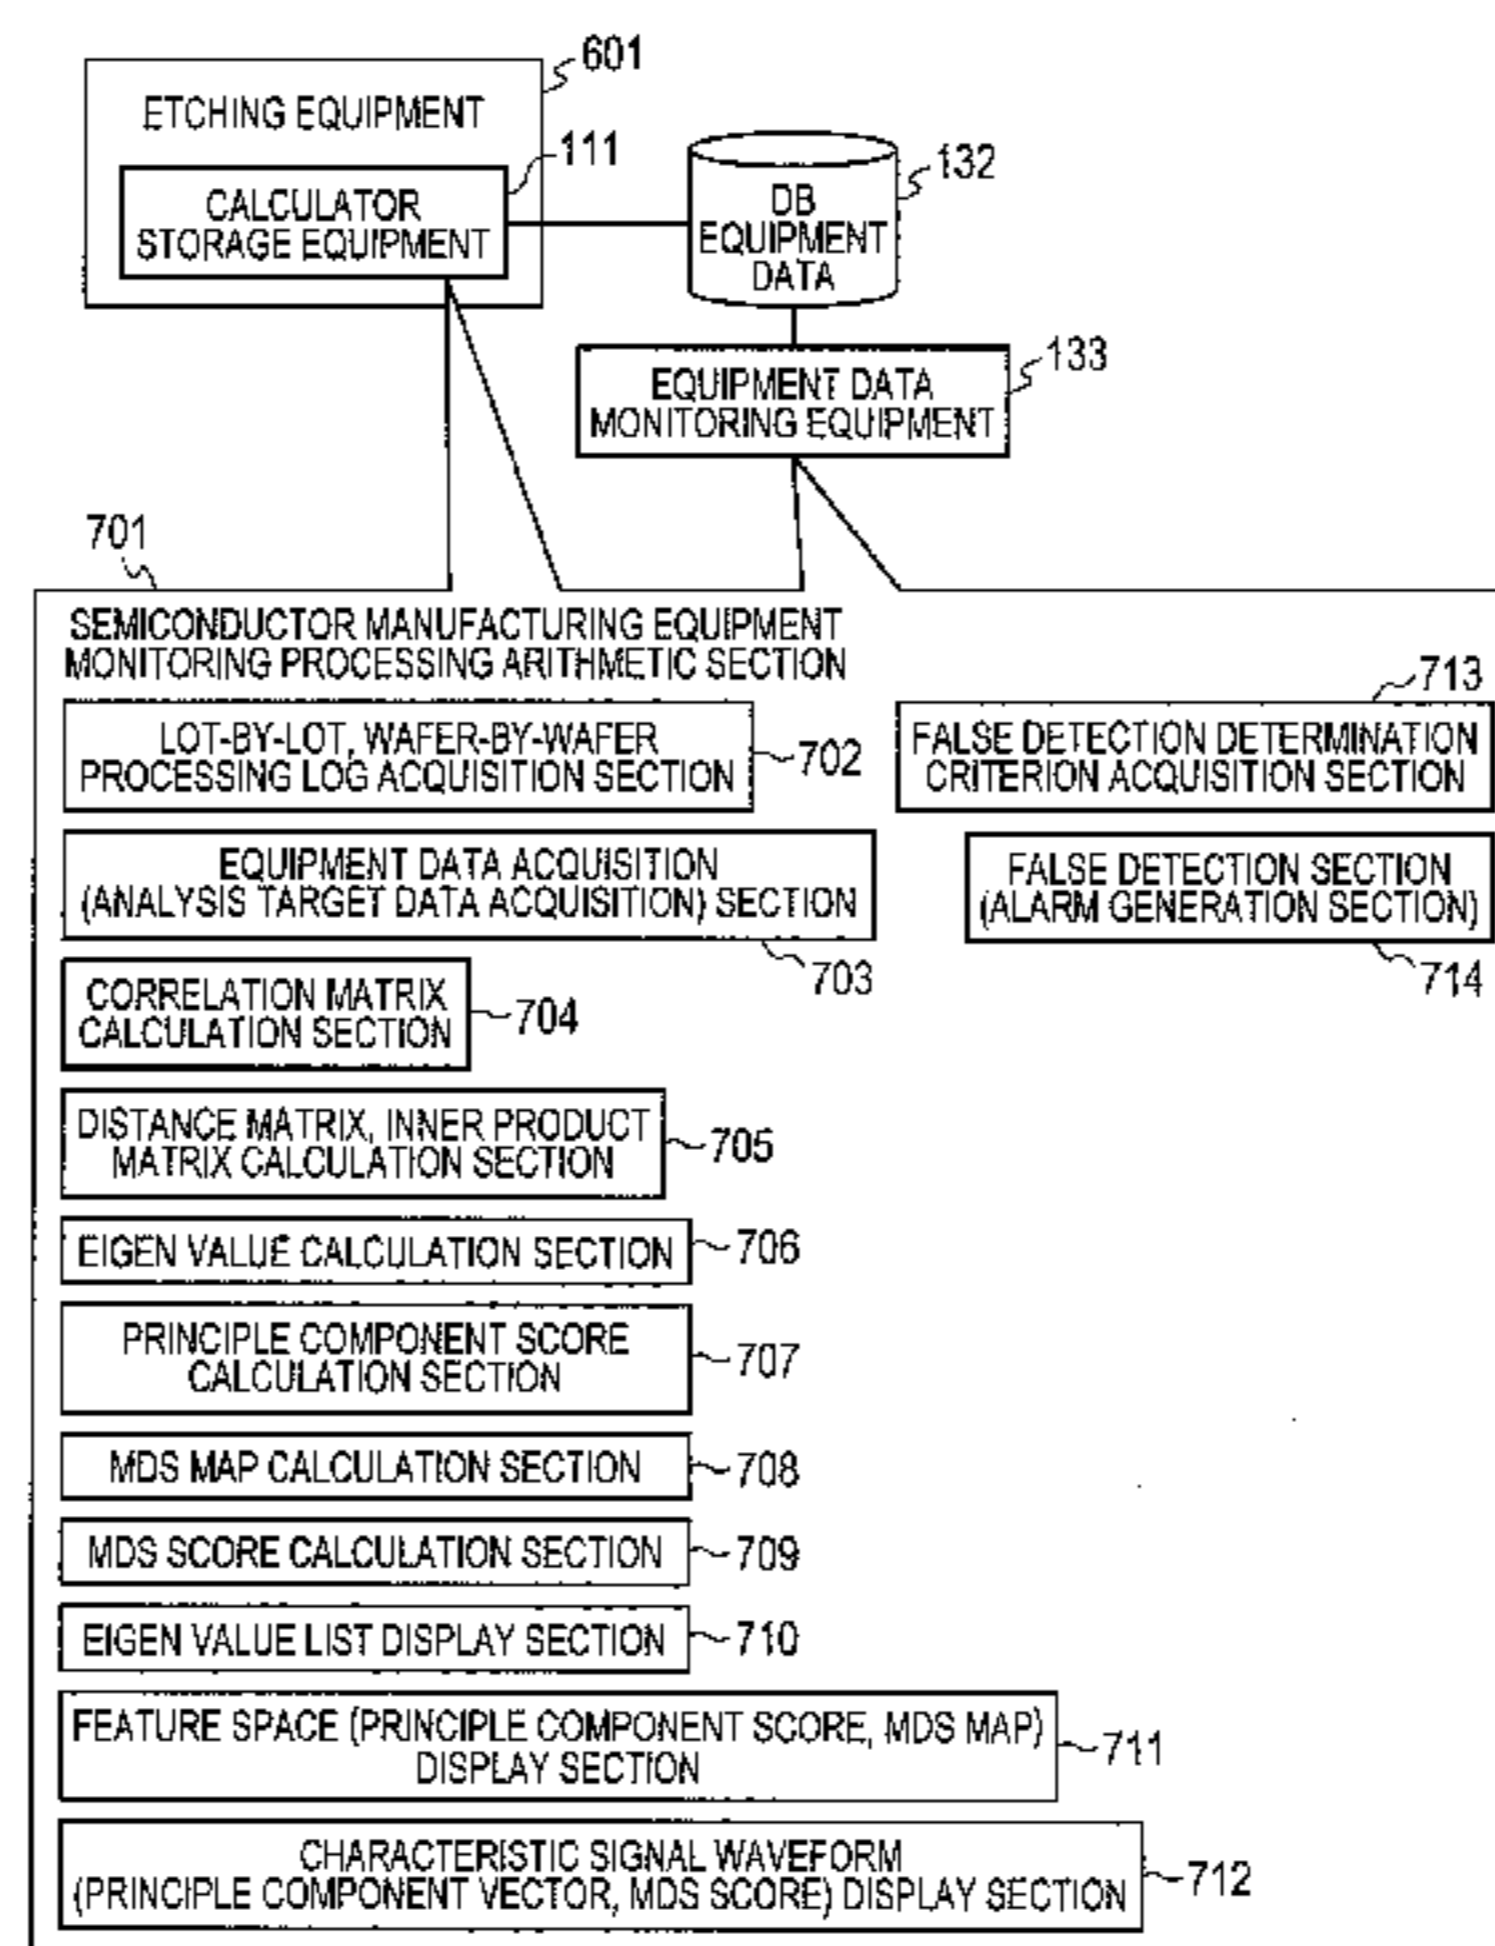 601
ETCHING EQUIPMENT
111
CALCULATOR
STORAGE EQUIPMENT
132
DB
EQUIPMENT
DATA
133
EQUIPMENT DATA
MONITORING EQUIPMENT
701
SEMICONDUCTOR MANUFACTURING EQUIPMENT
MONITORING PROCESSING ARITHMETIC SECTION
LOT-BY-LOT, WAFER-BY-WAFER
PROCESSING LOG ACQUISITION SECTION
702
713
FALSE DETECTION DETERMINATION
CRITERION ACQUISITION SECTION
EQUIPMENT DATA ACQUISITION
(ANALYSIS TARGET DATA ACQUISITION) SECTION
703
FALSE DETECTION SECTION
(ALARM GENERATION SECTION)
714
CORRELATION MATRIX
CALCULATION SECTION
704
DISTANCE MATRIX, INNER PRODUCT
MATRIX CALCULATION SECTION
705
EIGEN VALUE CALCULATION SECTION
706
PRINCIPLE COMPONENT SCORE
CALCULATION SECTION
707
MDS MAP CALCULATION SECTION
708
MDS SCORE CALCULATION SECTION
709
EIGEN VALUE LIST DISPLAY SECTION
710
FEATURE SPACE (PRINCIPLE COMPONENT SCORE, MDS MAP)
DISPLAY SECTION
711
CHARACTERISTIC SIGNAL WAVEFORM
(PRINCIPLE COMPONENT VECTOR, MDS SCORE) DISPLAY SECTION
712